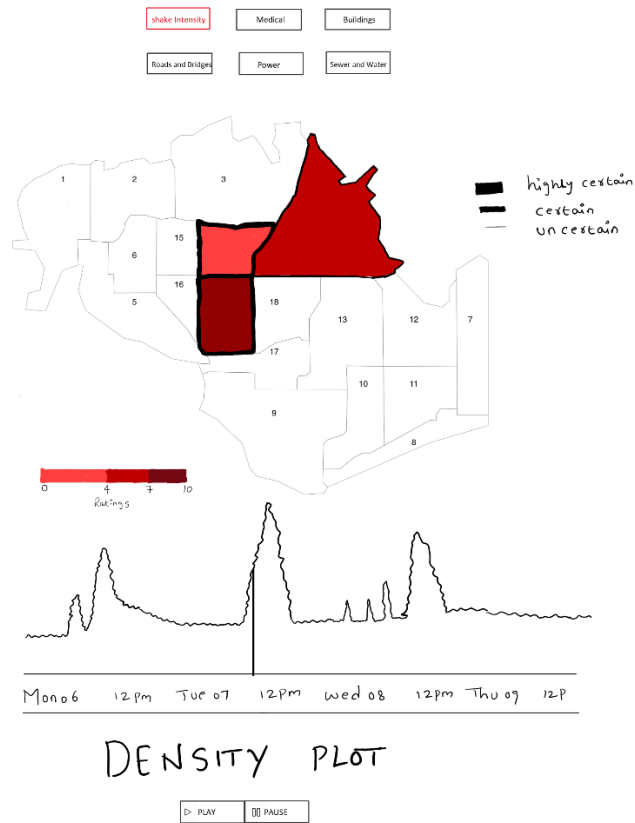 shake Intensity Medical Buildings
Roads and Bridges Power Sewer and Water
1
2
3
highly certain
certain
uncertain
15
6
16
5
18
13
12
7
17
10
11
9
8
0 4 7 10
Ratings
Mon 06 12pm Tue 07 12pm wed 08 12pm Thu 09 12P
DENSITY PLOT
PLAY PAUSE